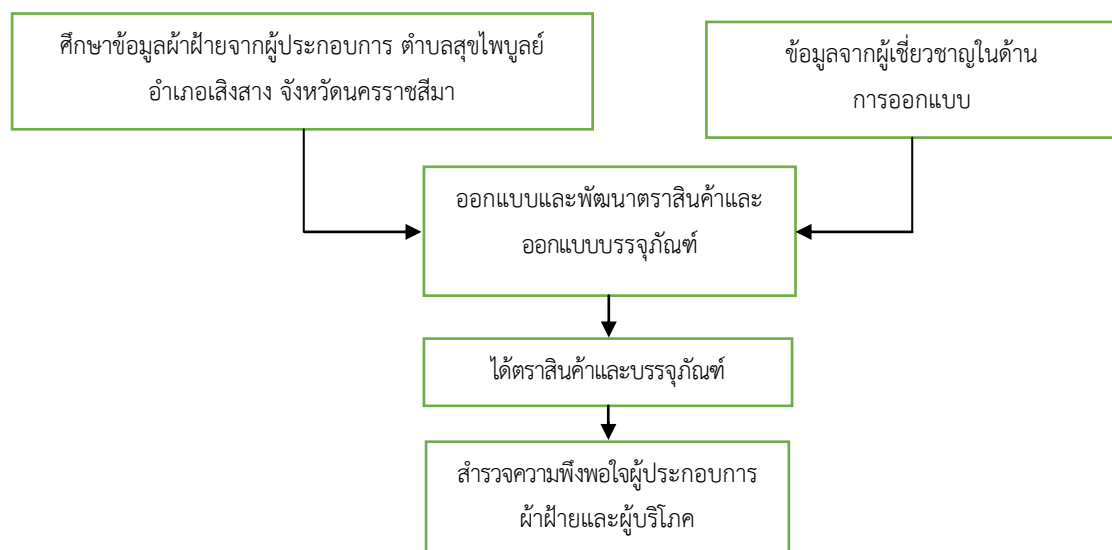 ศึกษาข้อมูลผ้าฝ้ายจากผู้ประกอบการ ตำบลสุขไพบูลย์
อำเภอเสิงสาง จังหวัดนครราชสีมา
ข้อมูลจากผู้เชี่ยวชาญในด้าน
การออกแบบ
ออกแบบและพัฒนาตราสินค้าและ
ออกแบบบรรจุภัณฑ์
ได้ตราสินค้าและบรรจุภัณฑ์
สำรวจความพึงพอใจผู้ประกอบการ
ผ้าฝ้ายและผู้บริโภค